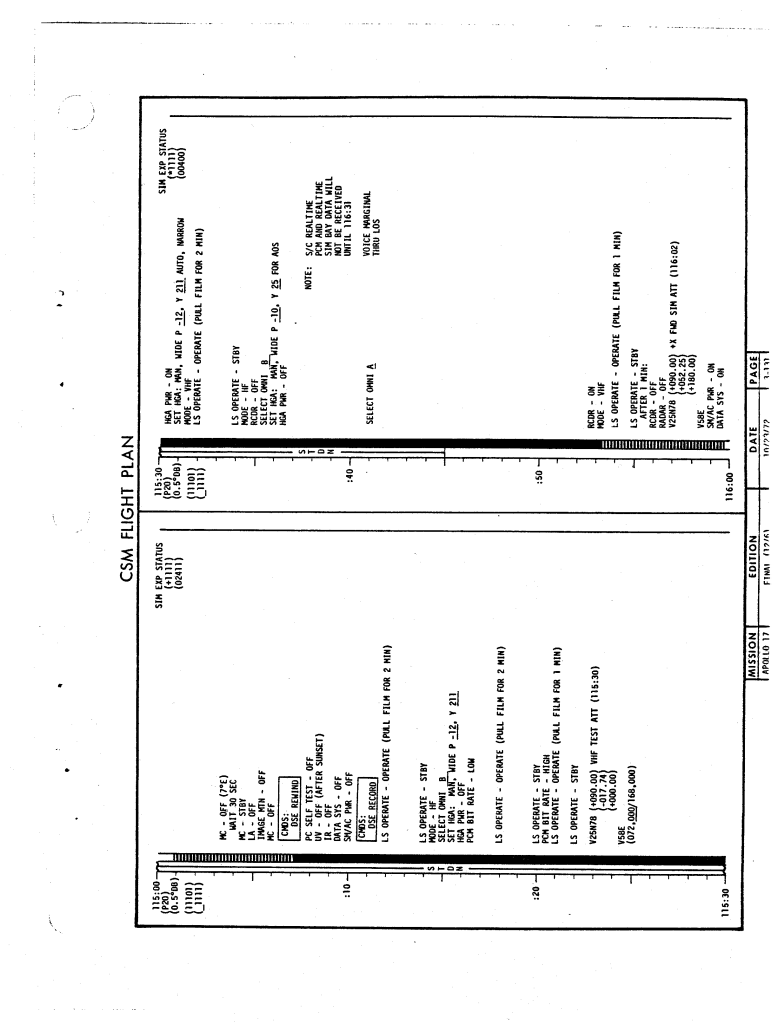 CSM FLIGHT PLAN
115:00
(P20)
(0.5°DB)
(11101)
(_1111)
:10
:20
115:30
S
T
D
N
SIM EXP STATUS
(+1111)
(02411)
MC - OFF (7°E)
WAIT 30 SEC
MC - STBY
LA - OFF
IMAGE MTN - OFF
MC - OFF
CMDS:
DSE REWIND
PC SELF TEST - OFF
UV - OFF (AFTER SUNSET)
IR - OFF
DATA SYS - OFF
SM/AC PWR - OFF
CMDS:
DSE RECORD
LS OPERATE - OPERATE (PULL FILM FOR 2 MIN)
LS OPERATE - STBY
MODE - HF
SELECT OMNI B
SET HGA: MAN, WIDE P -12, Y 211
HGA PWR - OFF
PCM BIT RATE - LOW
LS OPERATE - OPERATE (PULL FILM FOR 2 MIN)
LS OPERATE - STBY
PCM BIT RATE - HIGH
LS OPERATE - OPERATE (PULL FILM FOR 1 MIN)
LS OPERATE - STBY
V25N78 (+090.00) VHF TEST ATT (115:30)
(-017.74)
(+000.00)
V58E
(072,000/168,000)
115:30
(P20)
(0.5°DB)
(11101)
(_1111)
:40
:50
116:00
S
T
D
N
SIM EXP STATUS
(*1111)
(00400)
HGA PWR - ON
SET HGA: MAN, WIDE P -12, Y 211 AUTO, NARROW
MODE - VHF
LS OPERATE - OPERATE (PULL FILM FOR 2 MIN)
LS OPERATE - STBY
MODE - HF
RCDR - OFF
SELECT OMNI B
SET HGA: MAN, WIDE P -10, Y 25 FOR AOS
HGA PWR - OFF
NOTE: S/C REALTIME
PCM AND REALTIME
SIM BAY DATA WILL
NOT BE RECEIVED
UNTIL 116:31
SELECT OMNI A
VOICE MARGINAL
THRU LOS
RCDR - ON
MODE - VHF
LS OPERATE - OPERATE (PULL FILM FOR 1 MIN)
LS OPERATE - STBY
AFTER 1 MIN:
RCDR - OFF
RADAR - OFF
V25N78 (+090.00) +X FWD SIM ATT (116:02)
(+052.25)
(+180.00)
V58E
SM/AC PWR - ON
DATA SYS - ON
MISSION EDITION DATE PAGE
APOLLO 17 FINAL (12/6) 10/23/72 3-131